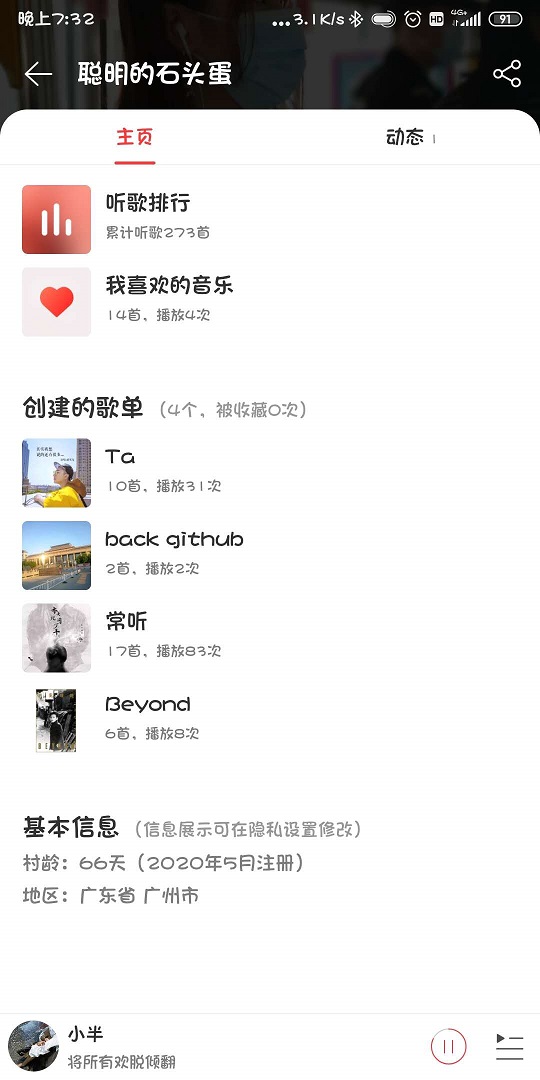 晚上7:32
...3.1K/s
HD
4G+
91
聪明的石头蛋
主页
动态 1
听歌排行
累计听歌273首
我喜欢的音乐
14首，播放4次
创建的歌单（4个，被收藏0次）
Ta
10首，播放31次
back github
2首，播放2次
常听
17首，播放83次
Beyond
6首，播放8次
基本信息（信息展示可在隐私设置修改）
村龄：66天（2020年5月注册）
地区：广东省 广州市
小半
将所有欢脱倾翻